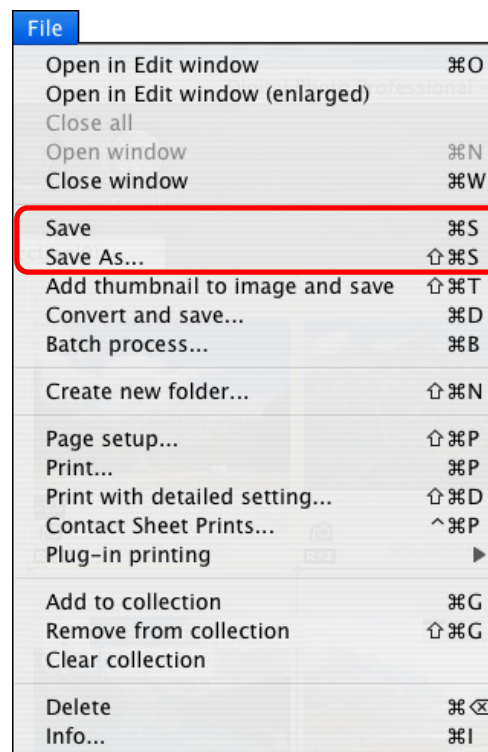 File
Open in Edit window ⌘O
Open in Edit window (enlarged)
Close all
Open window ⌘N
Close window ⌘W
Save ⌘S
Save As... ⇧⌘S
Add thumbnail to image and save ⇧⌘T
Convert and save... ⌘D
Batch process... ⌘B
Create new folder... ⇧⌘N
Page setup... ⇧⌘P
Print... ⌘P
Print with detailed setting... ⇧⌘D
Contact Sheet Prints... ^⌘P
Plug-in printing ▶
Add to collection ⌘G
Remove from collection ⇧⌘G
Clear collection
Delete ⌘⌫
Info... ⌘I